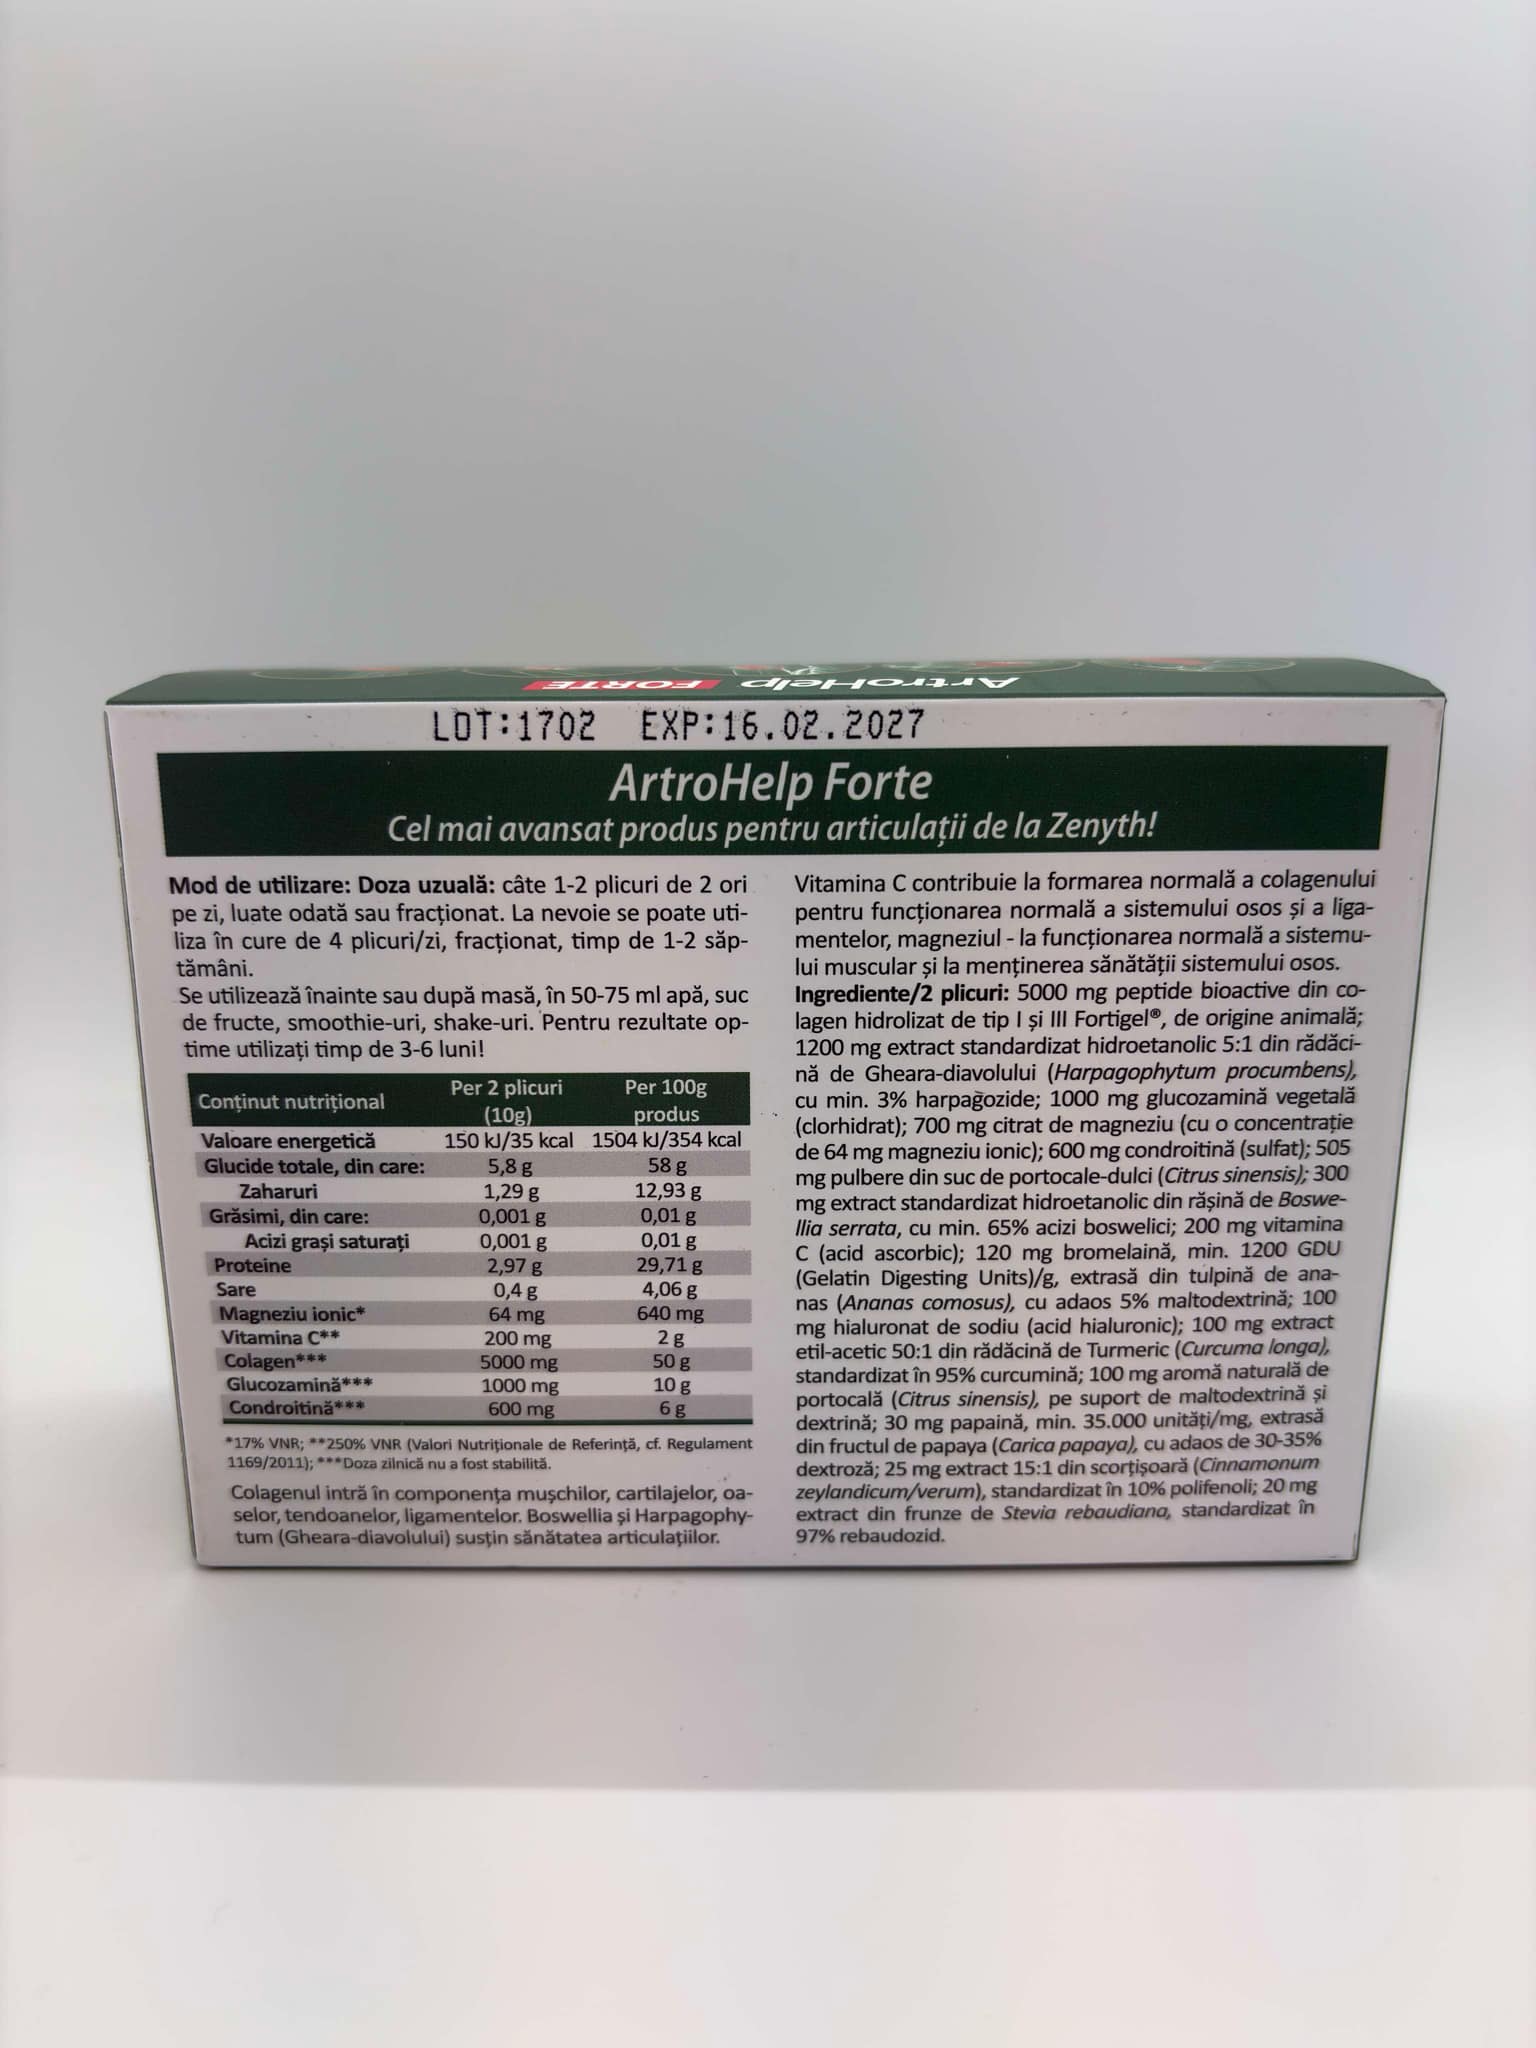 ArtroHelp FORTE
LOT:1702 EXP:16.02.2027
ArtroHelp Forte
Cel mai avansat produs pentru articulații de la Zenyth!
Mod de utilizare: Doza uzuală: câte 1-2 plicuri de 2 ori
pe zi, luate odată sau fracționat. La nevoie se poate uti-
liza în cure de 4 plicuri/zi, fracționat, timp de 1-2 săp-
tămâni.
Se utilizează înainte sau după masă, în 50-75 ml apă, suc
de fructe, smoothie-uri, shake-uri. Pentru rezultate op-
time utilizați timp de 3-6 luni!
Conținut nutrițional Per 2 plicuri (10g) Per 100g produs
Valoare energetică 150 kJ/35 kcal 1504 kJ/354 kcal
Glucide totale, din care: 5,8 g 58 g
Zaharuri 1,29 g 12,93 g
Grăsimi, din care: 0,001 g 0,01 g
Acizi grași saturați 0,001 g 0,01 g
Proteine 2,97 g 29,71 g
Sare 0,4 g 4,06 g
Magneziu ionic* 64 mg 640 mg
Vitamina C** 200 mg 2 g
Colagen*** 5000 mg 50 g
Glucozamină*** 1000 mg 10 g
Condroitină*** 600 mg 6 g
*17% VNR; **250% VNR (Valori Nutriționale de Referință, cf. Regulament
1169/2011); ***Doza zilnică nu a fost stabilită.
Colagenul intră în componența mușchilor, cartilajelor, oa-
selor, tendoanelor, ligamentelor. Boswellia și Harpagophy-
tum (Gheara-diavolului) susțin sănătatea articulațiilor.
Vitamina C contribuie la formarea normală a colagenului
pentru funcționarea normală a sistemului osos și a liga-
mentelor, magneziul - la funcționarea normală a sistemu-
lui muscular și la menținerea sănătății sistemului osos.
Ingrediente/2 plicuri: 5000 mg peptide bioactive din co-
lagen hidrolizat de tip I și III Fortigel®, de origine animală;
1200 mg extract standardizat hidroetanolic 5:1 din rădăci-
nă de Gheara-diavolului (Harpagophytum procumbens),
cu min. 3% harpagozide; 1000 mg glucozamină vegetală
(clorhidrat); 700 mg citrat de magneziu (cu o concentrație
de 64 mg magneziu ionic); 600 mg condroitină (sulfat); 505
mg pulbere din suc de portocale-dulci (Citrus sinensis); 300
mg extract standardizat hidroetanolic din rășină de Boswe-
llia serrata, cu min. 65% acizi boswelici; 200 mg vitamina
C (acid ascorbic); 120 mg bromelaină, min. 1200 GDU
(Gelatin Digesting Units)/g, extrasă din tulpină de ana-
nas (Ananas comosus), cu adaos 5% maltodextrină; 100
mg hialuronat de sodiu (acid hialuronic); 100 mg extract
etil-acetic 50:1 din rădăcină de Turmeric (Curcuma longa),
standardizat în 95% curcumină; 100 mg aromă naturală de
portocală (Citrus sinensis), pe suport de maltodextrină și
dextrină; 30 mg papaină, min. 35.000 unități/mg, extrasă
din fructul de papaya (Carica papaya), cu adaos de 30-35%
dextroză; 25 mg extract 15:1 din scorțișoară (Cinnamonum
zeylandicum/verum), standardizat în 10% polifenoli; 20 mg
extract din frunze de Stevia rebaudiana, standardizat în
97% rebaudozid.